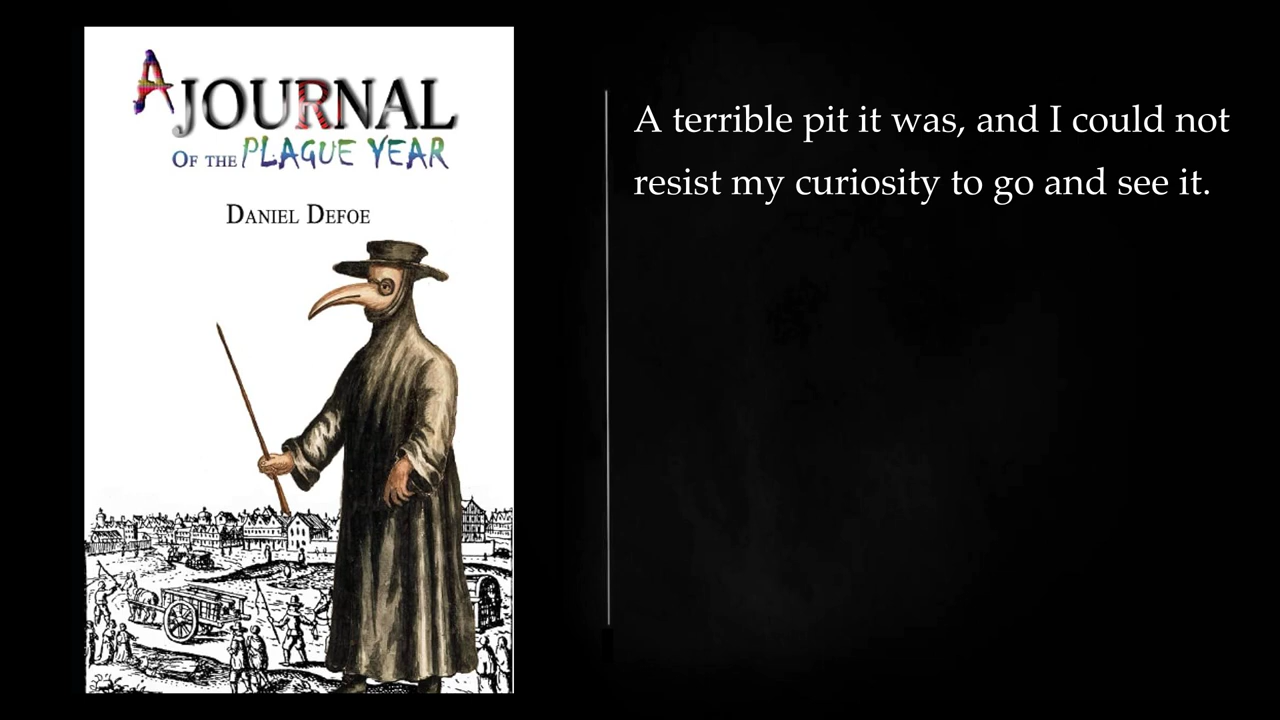 A JOURNAL
OF THE PLAGUE YEAR
DANIEL DEFOE
A terrible pit it was, and I could not
resist my curiosity to go and see it.